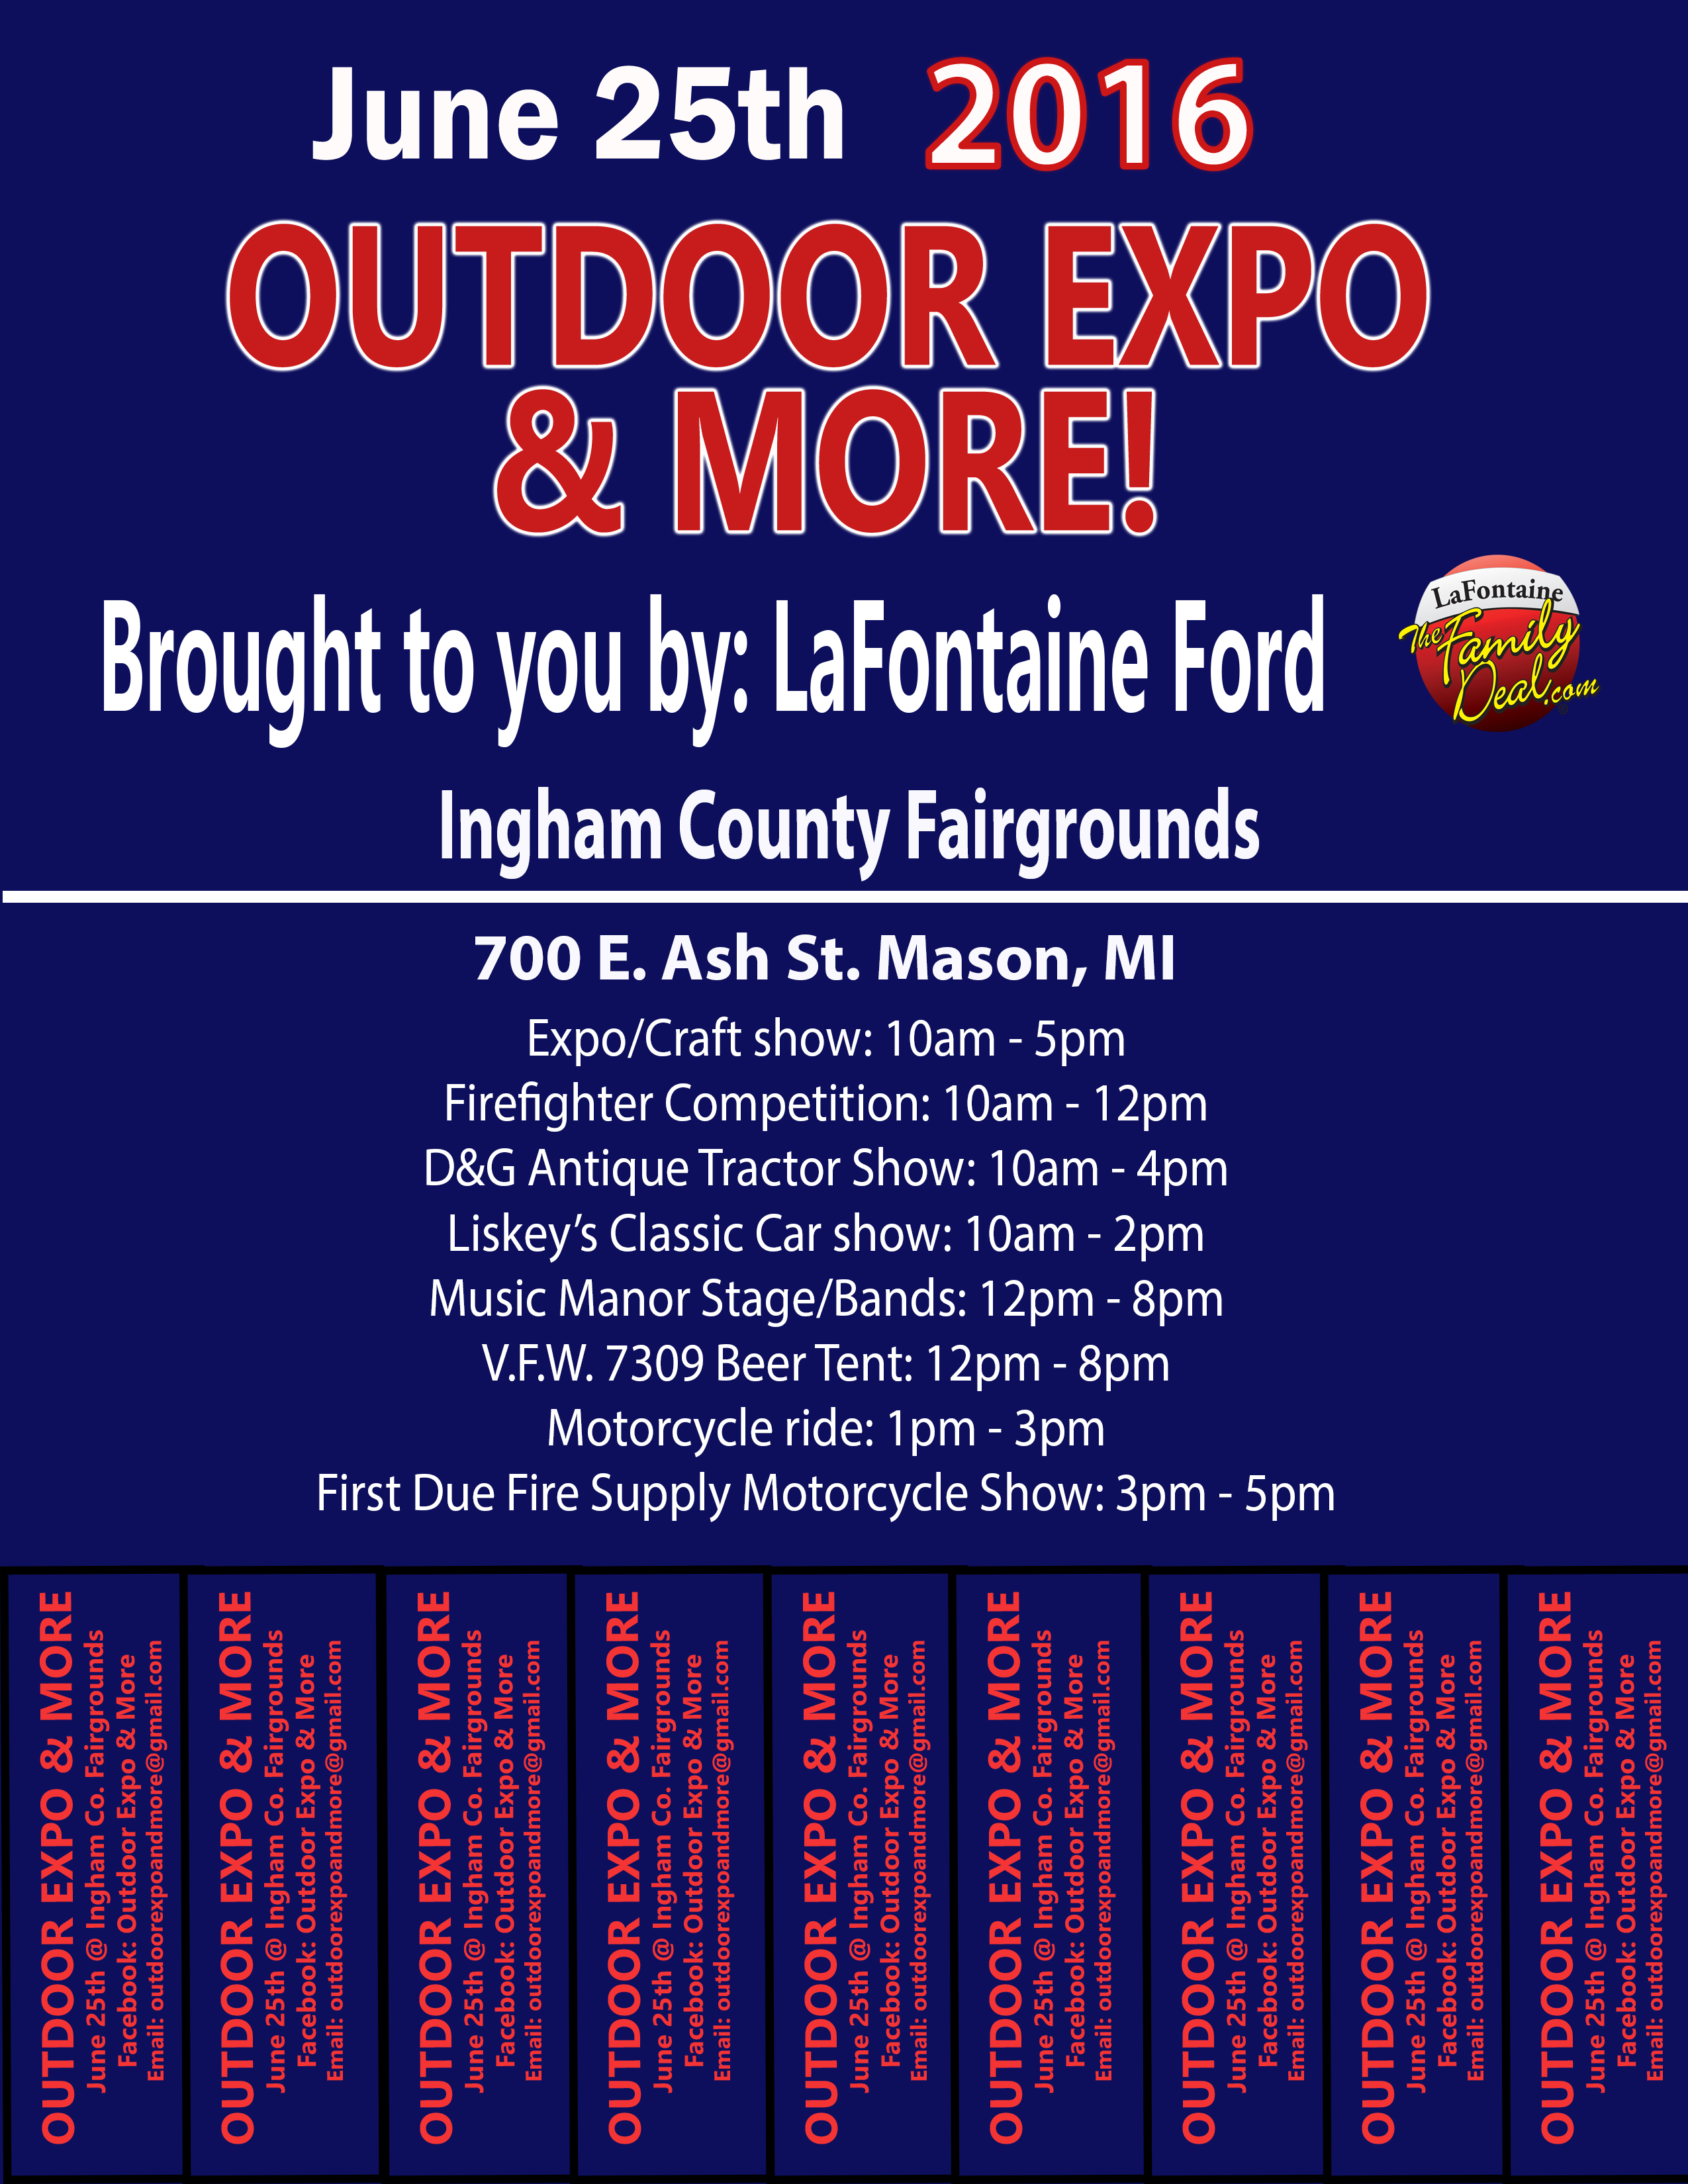 June 25th 2016
OUTDOOR EXPO
& MORE!
Brought to you by: LaFontaine Ford
LaFontaine
The Family
Deal.com
Ingham County Fairgrounds
700 E. Ash St. Mason, MI
Expo/Craft show: 10am - 5pm
Firefighter Competition: 10am - 12pm
D&G Antique Tractor Show: 10am - 4pm
Liskey’s Classic Car show: 10am - 2pm
Music Manor Stage/Bands: 12pm - 8pm
V.F.W. 7309 Beer Tent: 12pm - 8pm
Motorcycle ride: 1pm - 3pm
First Due Fire Supply Motorcycle Show: 3pm - 5pm
OUTDOOR EXPO & MORE
June 25th @ Ingham Co. Fairgrounds
Facebook: Outdoor Expo & More
Email: outdoorexpoandmore@gmail.com
OUTDOOR EXPO & MORE
June 25th @ Ingham Co. Fairgrounds
Facebook: Outdoor Expo & More
Email: outdoorexpoandmore@gmail.com
OUTDOOR EXPO & MORE
June 25th @ Ingham Co. Fairgrounds
Facebook: Outdoor Expo & More
Email: outdoorexpoandmore@gmail.com
OUTDOOR EXPO & MORE
June 25th @ Ingham Co. Fairgrounds
Facebook: Outdoor Expo & More
Email: outdoorexpoandmore@gmail.com
OUTDOOR EXPO & MORE
June 25th @ Ingham Co. Fairgrounds
Facebook: Outdoor Expo & More
Email: outdoorexpoandmore@gmail.com
OUTDOOR EXPO & MORE
June 25th @ Ingham Co. Fairgrounds
Facebook: Outdoor Expo & More
Email: outdoorexpoandmore@gmail.com
OUTDOOR EXPO & MORE
June 25th @ Ingham Co. Fairgrounds
Facebook: Outdoor Expo & More
Email: outdoorexpoandmore@gmail.com
OUTDOOR EXPO & MORE
June 25th @ Ingham Co. Fairgrounds
Facebook: Outdoor Expo & More
Email: outdoorexpoandmore@gmail.com
OUTDOOR EXPO & MORE
June 25th @ Ingham Co. Fairgrounds
Facebook: Outdoor Expo & More
Email: outdoorexpoandmore@gmail.com